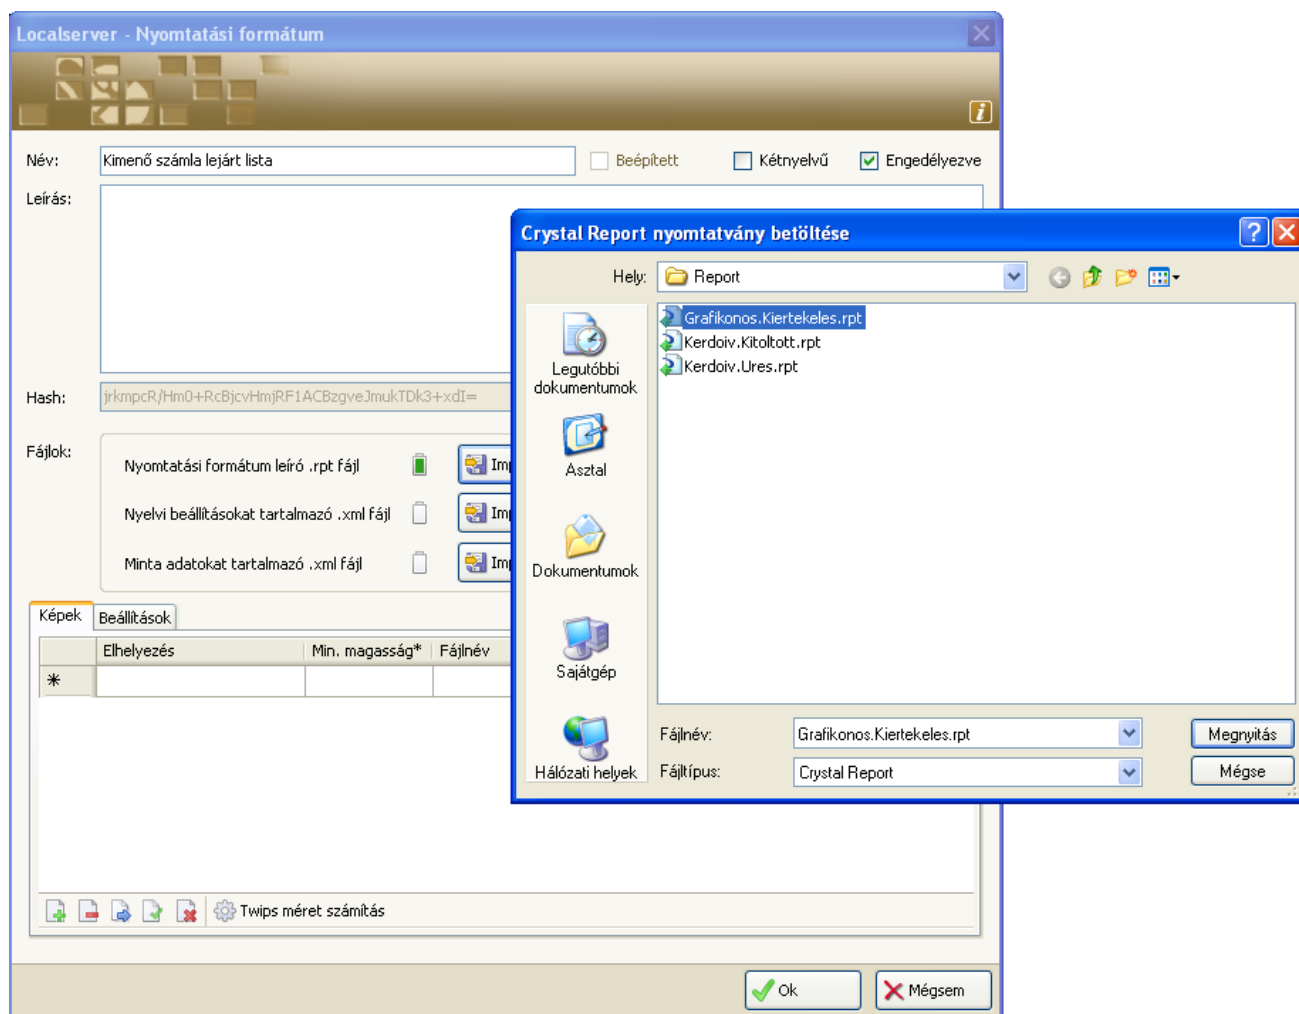 Localserver - Nyomtatási formátum
Név:
Kimenő számla lejárt lista
Beépített
Kétnyelvű
Engedélyezve
Leírás:
Crystal Report nyomtatvány betöltése
Hely:
Report
Grafikonos.Kiertekeles.rpt
Kerdoiv.Kitoltott.rpt
Kerdoiv.Ures.rpt
Legutóbbi
dokumentumok
Asztal
Dokumentumok
Sajátgép
Hálózati helyek
Fájlnév:
Grafikonos.Kiertekeles.rpt
Megnyitás
Fájltípus:
Crystal Report
Mégse
Hash:
jrkmpcR/Hm0+RcBjcvHmjRF1ACBzgveJmukTDk3+xdI=
Fájlok:
Nyomtatási formátum leíró .rpt fájl
Nyelvi beállításokat tartalmazó .xml fájl
Minta adatokat tartalmazó .xml fájl
Képek
Beállítások
Elhelyezés
Min. magasság*
Fájlnév
Twips méret számítás
Ok
Mégsem